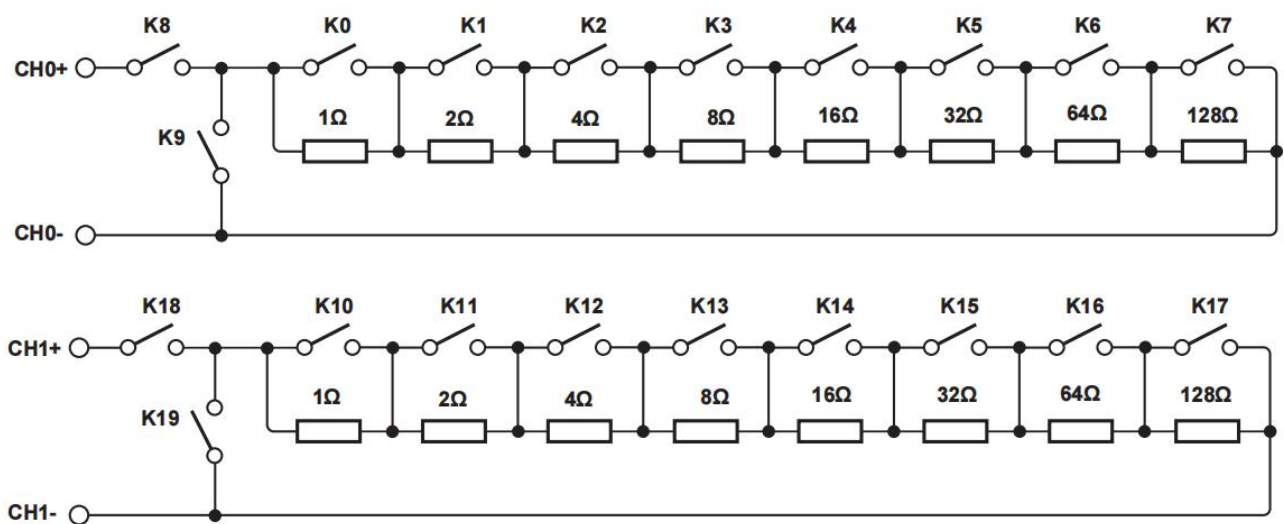 K8 K0 K1 K2 K3 K4 K5 K6 K7
CH0+
1Ω 2Ω 4Ω 8Ω 16Ω 32Ω 64Ω 128Ω
K9
CH0-
K18 K10 K11 K12 K13 K14 K15 K16 K17
CH1+
1Ω 2Ω 4Ω 8Ω 16Ω 32Ω 64Ω 128Ω
K19
CH1-